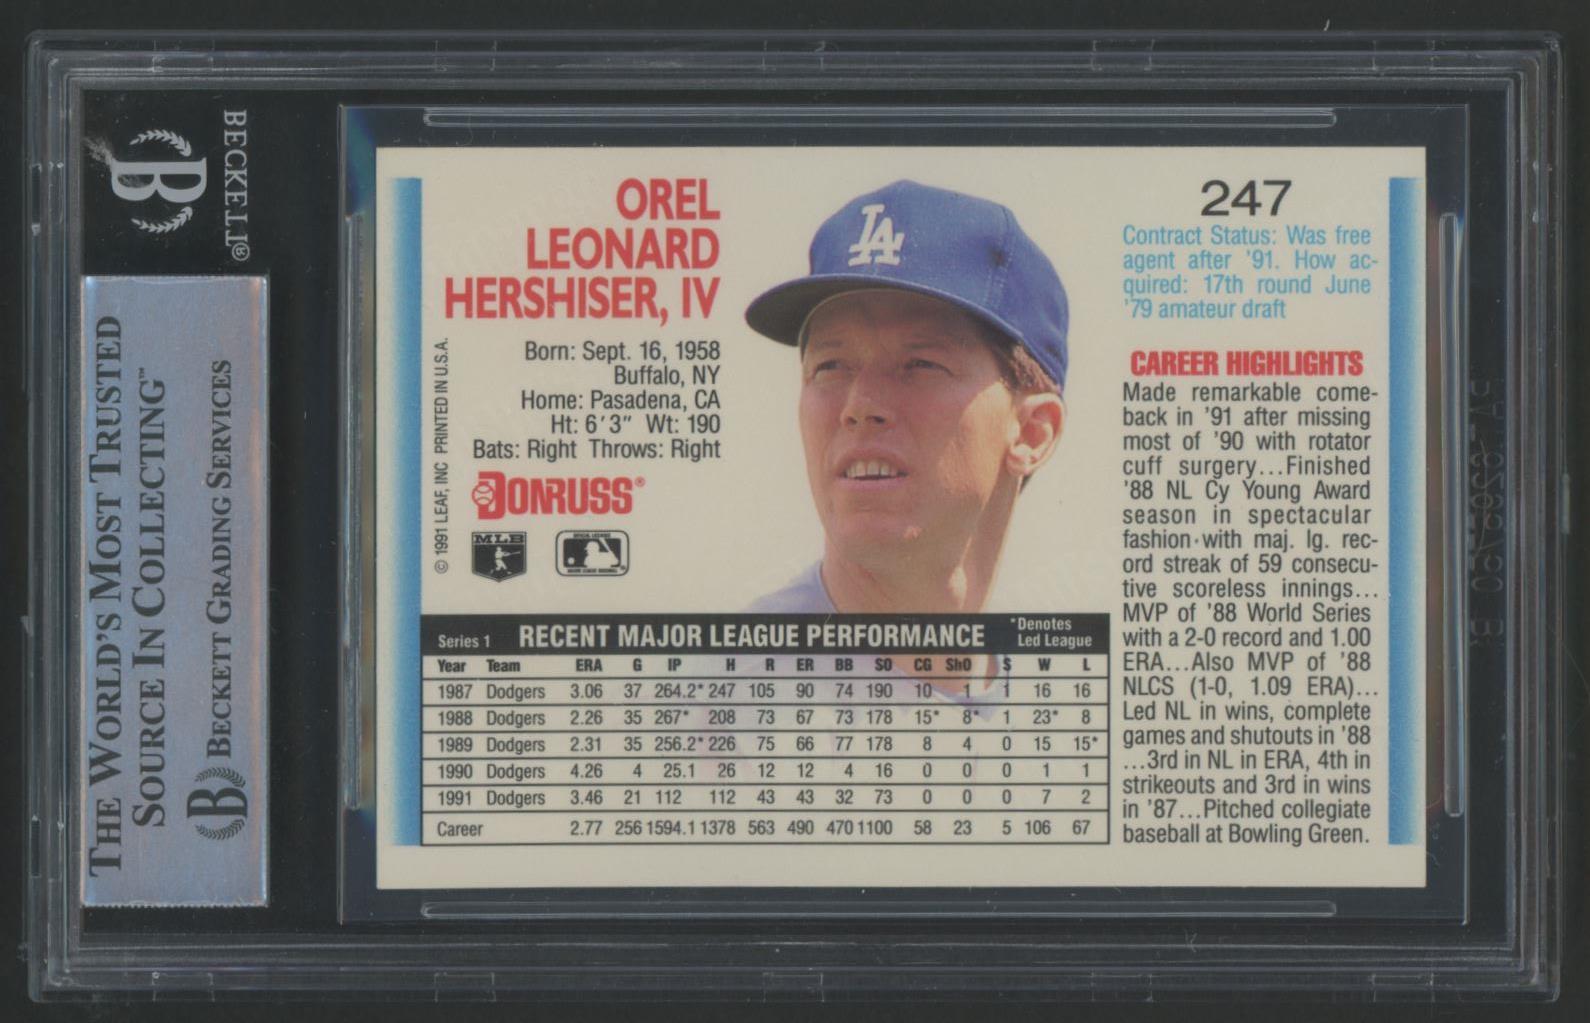 BECKETT®
B
THE WORLD'S MOST TRUSTED
SOURCE IN COLLECTING™
B BECKETT GRADING SERVICES
OREL
LEONARD
HERSHISER, IV
Born: Sept. 16, 1958
Buffalo, NY
Home: Pasadena, CA
Ht: 6'3" Wt: 190
Bats: Right Throws: Right
DONRUSS®
MLB
© 1991 LEAF, INC PRINTED IN U.S.A.
LA
247
Contract Status: Was free
agent after '91. How ac-
quired: 17th round June
'79 amateur draft
CAREER HIGHLIGHTS
Made remarkable come-
back in '91 after missing
most of '90 with rotator
cuff surgery...Finished
'88 NL Cy Young Award
season in spectacular
fashion with maj. lg. rec-
ord streak of 59 consecu-
tive scoreless innings...
MVP of '88 World Series
with a 2-0 record and 1.00
ERA...Also MVP of '88
NLCS (1-0, 1.09 ERA)...
Led NL in wins, complete
games and shutouts in '88
...3rd in NL in ERA, 4th in
strikeouts and 3rd in wins
in '87...Pitched collegiate
baseball at Bowling Green.
Series 1 RECENT MAJOR LEAGUE PERFORMANCE *Denotes
Led League
Year Team ERA G IP H R ER BB SO CG ShO S W L
1987 Dodgers 3.06 37 264.2* 247 105 90 74 190 10 1 1 16 16
1988 Dodgers 2.26 35 267* 208 73 67 73 178 15* 8* 1 23* 8
1989 Dodgers 2.31 35 256.2* 226 75 66 77 178 8 4 0 15 15*
1990 Dodgers 4.26 4 25.1 26 12 12 4 16 0 0 0 1 1
1991 Dodgers 3.46 21 112 112 43 43 32 73 0 0 0 7 2
Career 2.77 256 1594.1 1378 563 490 470 1100 58 23 5 106 67